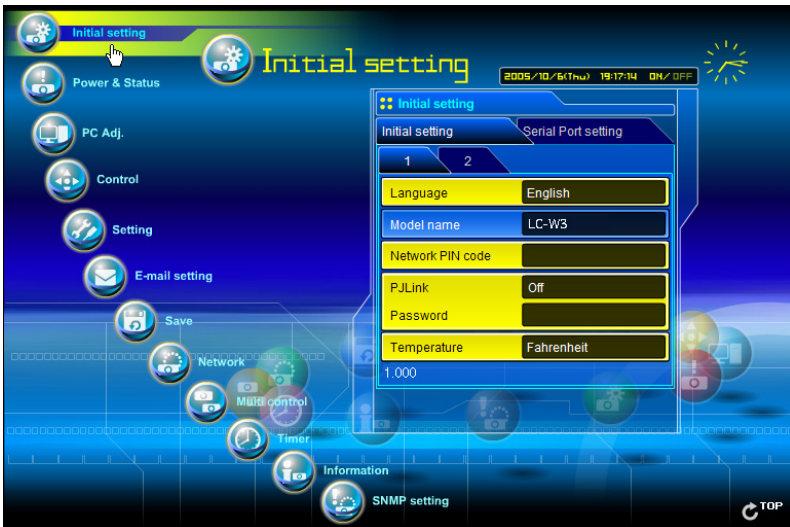 Initial setting
Power & Status
PC Adj.
Control
Setting
E-mail setting
Save
Network
Multi control
Timer
Information
SNMP setting
Initial setting
2005/10/6(Thu) 19:17:14 ON/OFF
Initial setting
Initial setting Serial Port setting
1 2
Language English
Model name LC-W3
Network PIN code
PJLink Off
Password
Temperature Fahrenheit
1.000
TOP